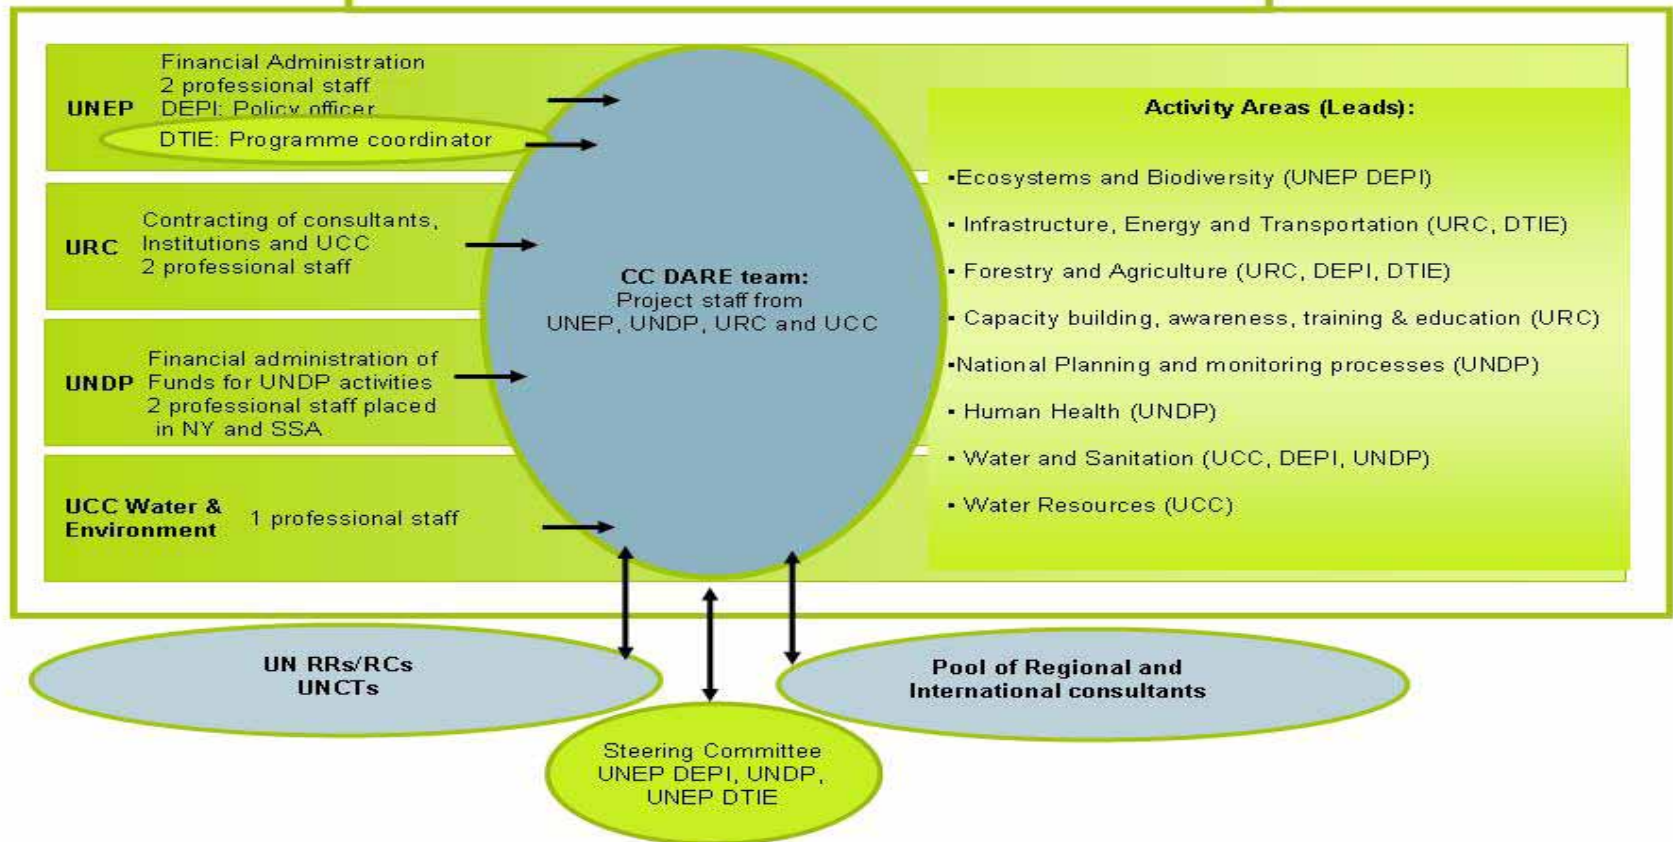 UNEP
Financial Administration
2 professional staff
DEPI: Policy officer
DTIE: Programme coordinator
URC
Contracting of consultants,
Institutions and UCC
2 professional staff
UNDP
Financial administration of
Funds for UNDP activities
2 professional staff placed
in NY and SSA
UCC Water &
Environment
1 professional staff
CC DARE team:
Project staff from
UNEP, UNDP, URC and UCC
Activity Areas (Leads):
▪Ecosystems and Biodiversity (UNEP DEPI)
▪ Infrastructure, Energy and Transportation (URC, DTIE)
▪ Forestry and Agriculture (URC, DEPI, DTIE)
▪ Capacity building, awareness, training & education (URC)
▪National Planning and monitoring processes (UNDP)
▪ Human Health (UNDP)
▪ Water and Sanitation (UCC, DEPI, UNDP)
▪ Water Resources (UCC)
UN RRs/RCs
UNCTs
Pool of Regional and
International consultants
Steering Committee
UNEP DEPI, UNDP,
UNEP DTIE